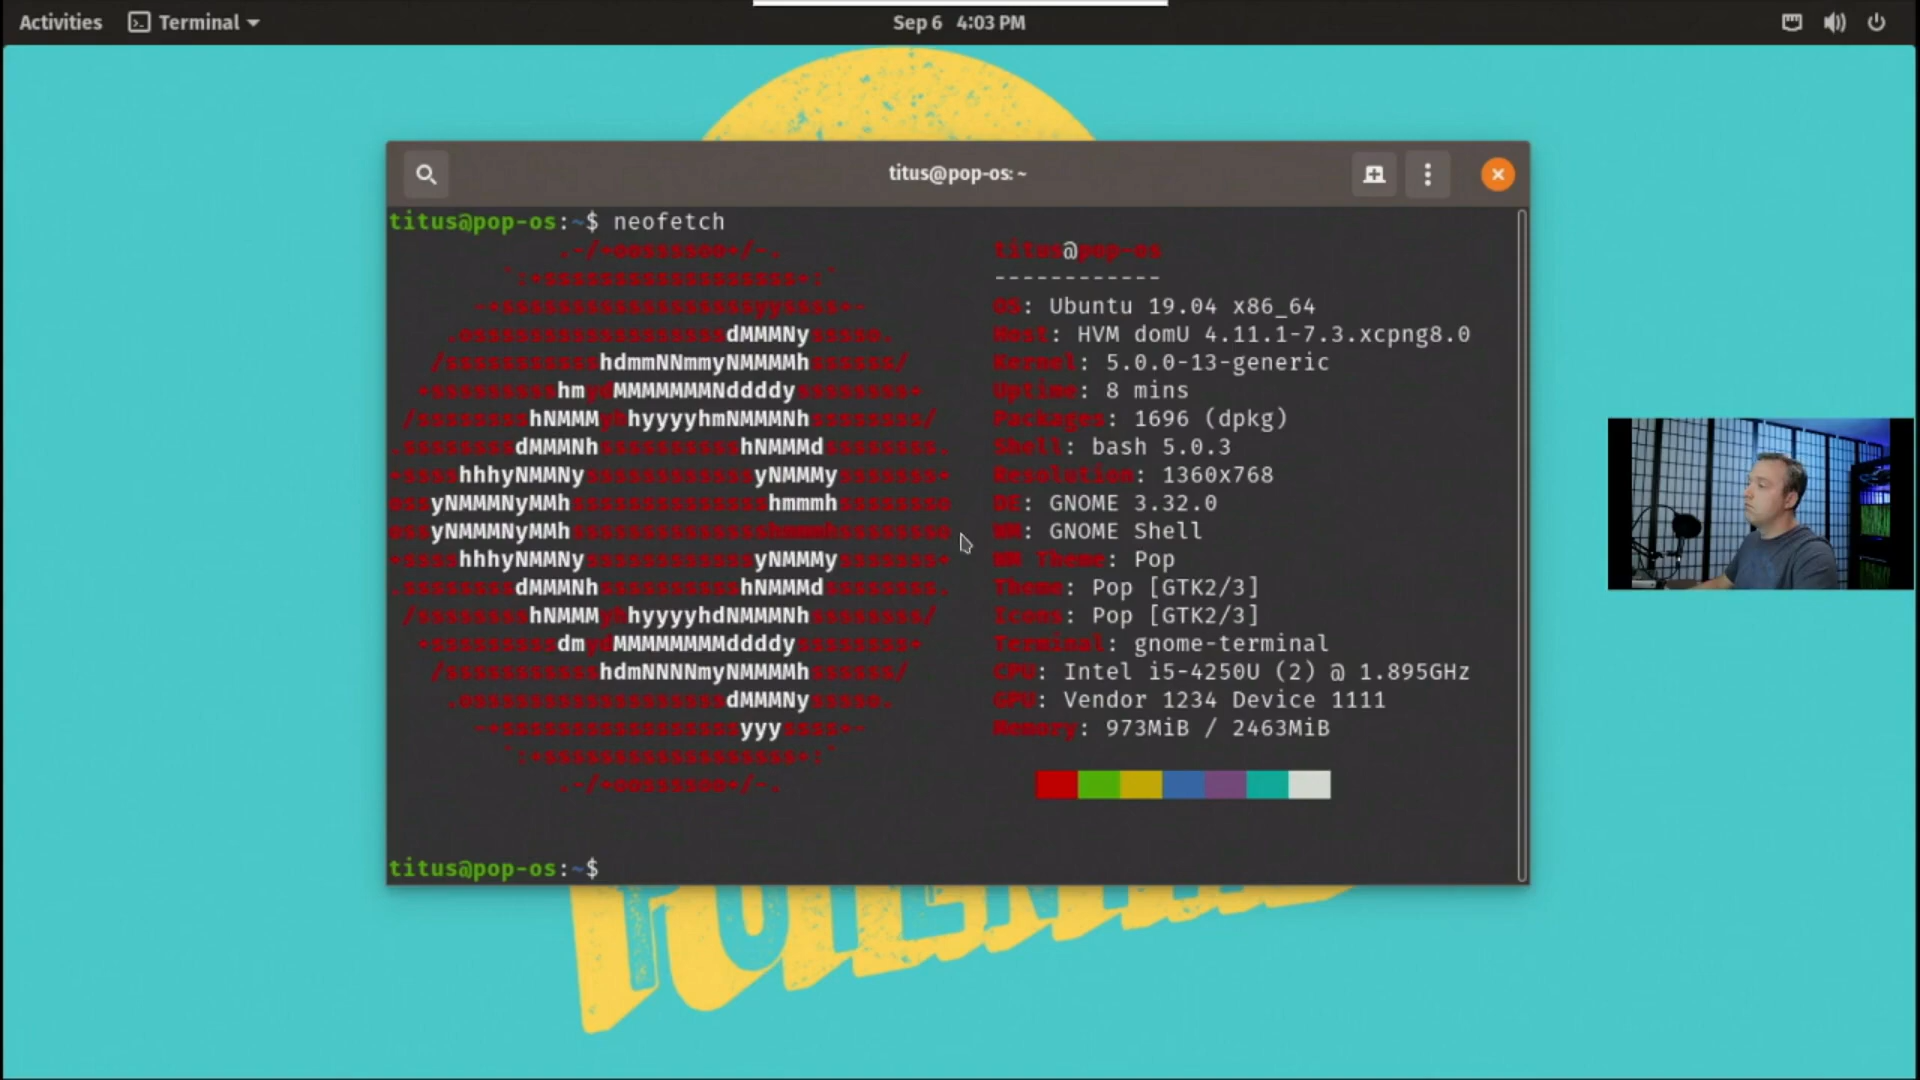 Activities Terminal Sep 6 4:03 PM
titus@pop-os: ~
titus@pop-os:~$ neofetch
titus@pop-os
------------
OS: Ubuntu 19.04 x86_64
Host: HVM domU 4.11.1-7.3.xcpng8.0
Kernel: 5.0.0-13-generic
Uptime: 8 mins
Packages: 1696 (dpkg)
Shell: bash 5.0.3
Resolution: 1360x768
DE: GNOME 3.32.0
WM: GNOME Shell
WM Theme: Pop
Theme: Pop [GTK2/3]
Icons: Pop [GTK2/3]
Terminal: gnome-terminal
CPU: Intel i5-4250U (2) @ 1.895GHz
GPU: Vendor 1234 Device 1111
Memory: 973MiB / 2463MiB
titus@pop-os:~$